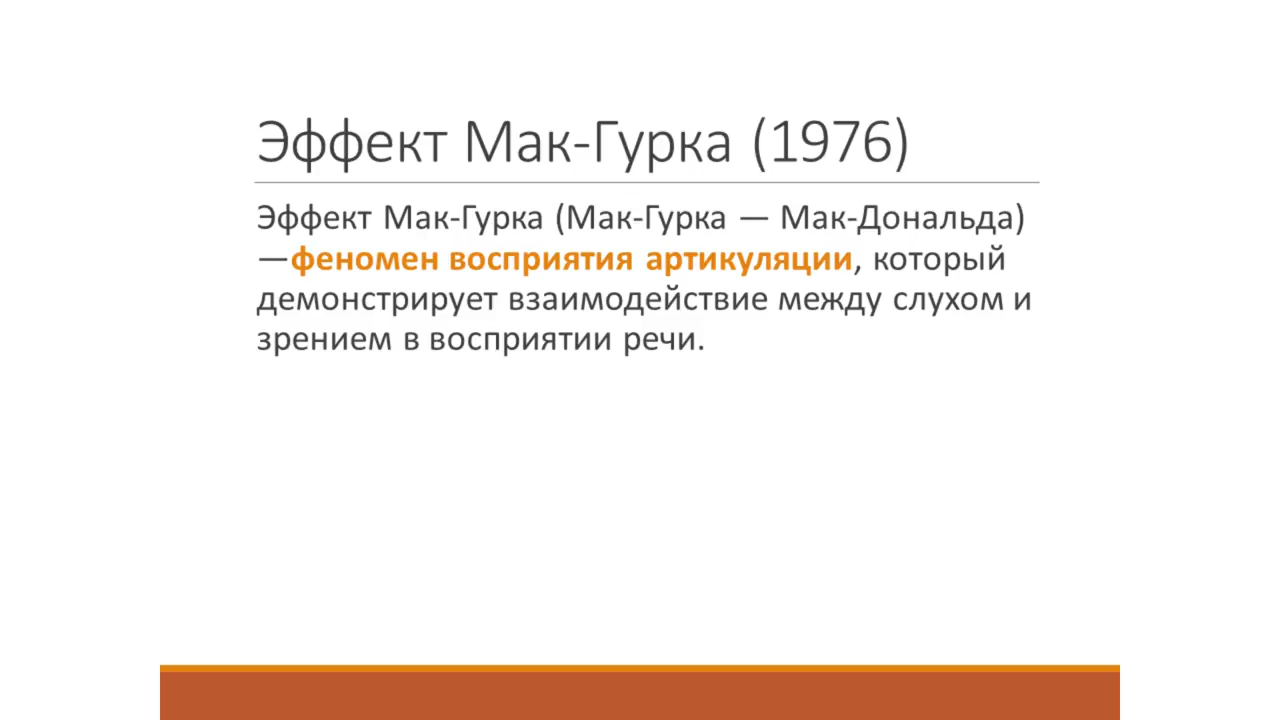 Эффект Мак-Гурка (1976)
Эффект Мак-Гурка (Мак-Гурка — Мак-Дональда)
—феномен восприятия артикуляции, который
демонстрирует взаимодействие между слухом и
зрением в восприятии речи.